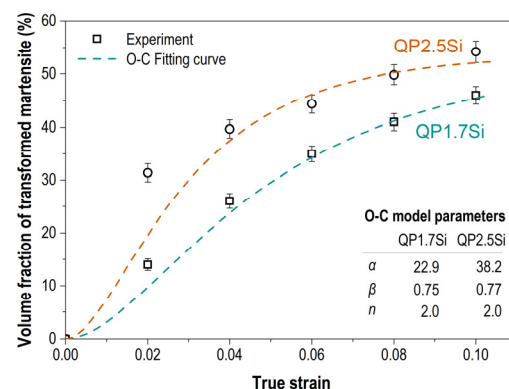 Volume fraction of transformed martensite (%)
60
50
40
30
20
10
0
Experiment
O-C Fitting curve
QP2.5Si
QP1.7Si
O-C model parameters
QP1.7Si QP2.5Si
α 22.9 38.2
β 0.75 0.77
n 2.0 2.0
0.00 0.02 0.04 0.06 0.08 0.10
True strain